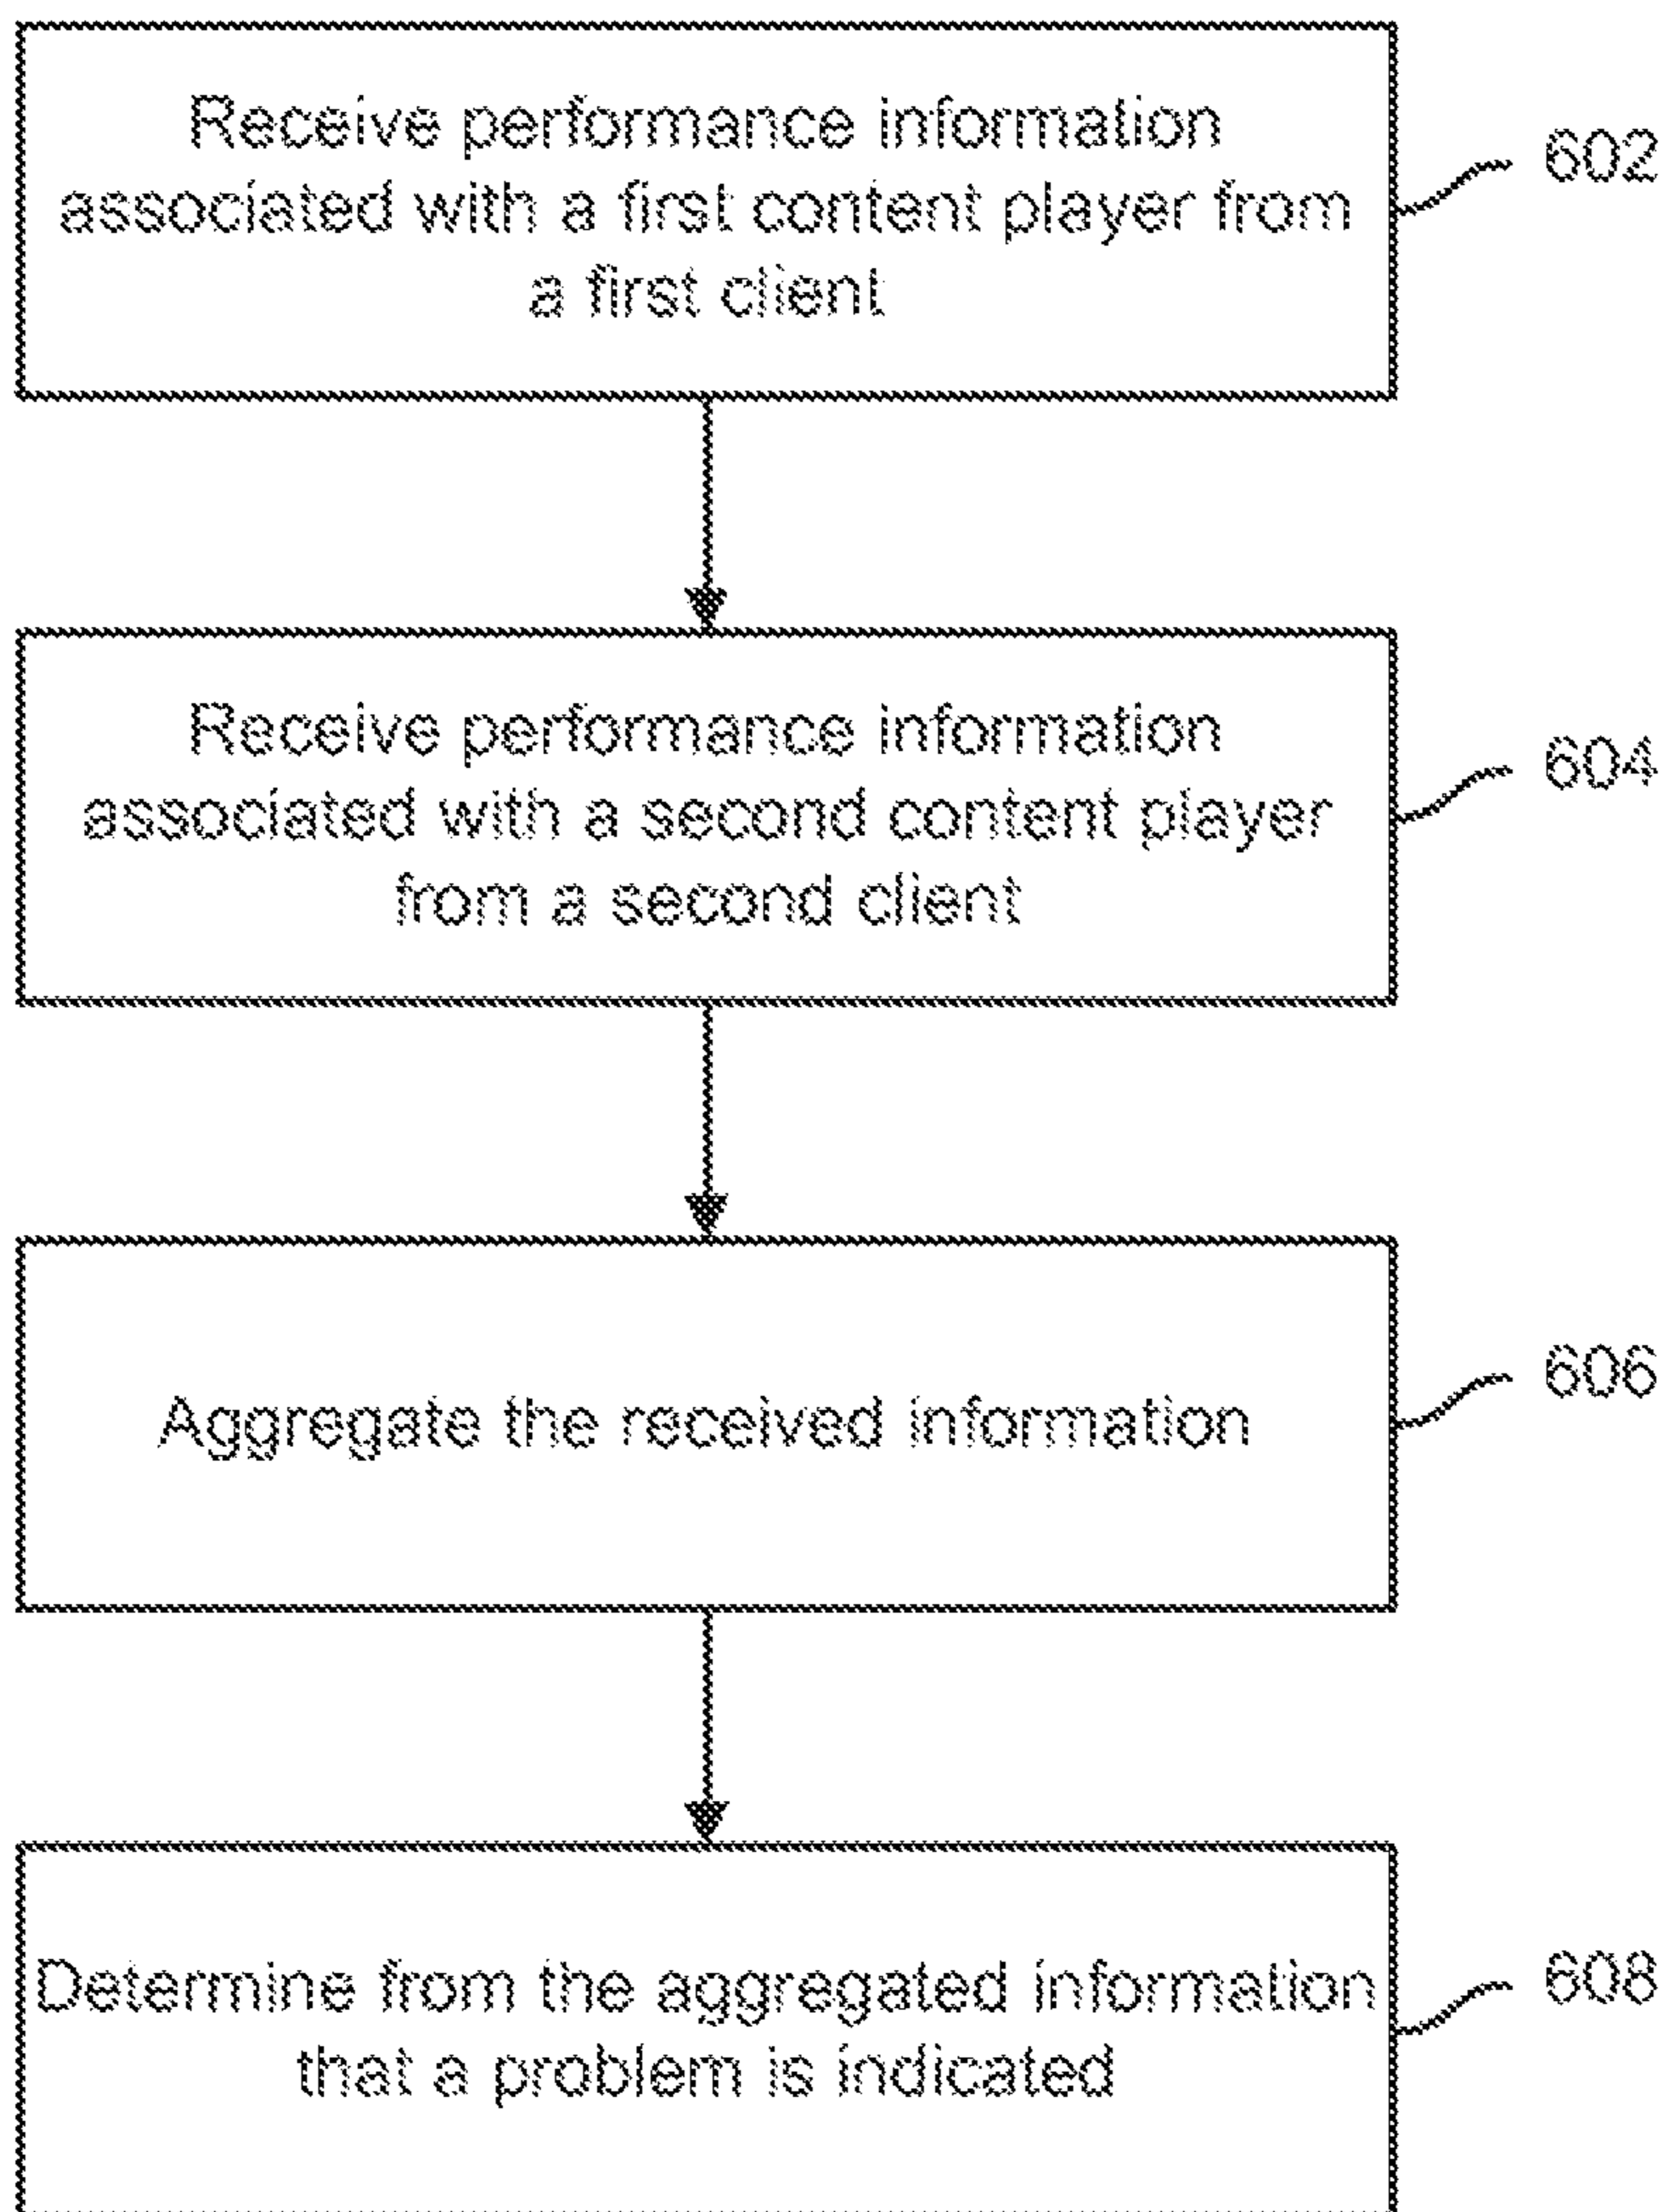 Receive performance information
associated with a first content player from
a first client
602
Receive performance information
associated with a second content player
from a second client
604
Aggregate the received information
606
Determine from the aggregated information
that a problem is indicated
608